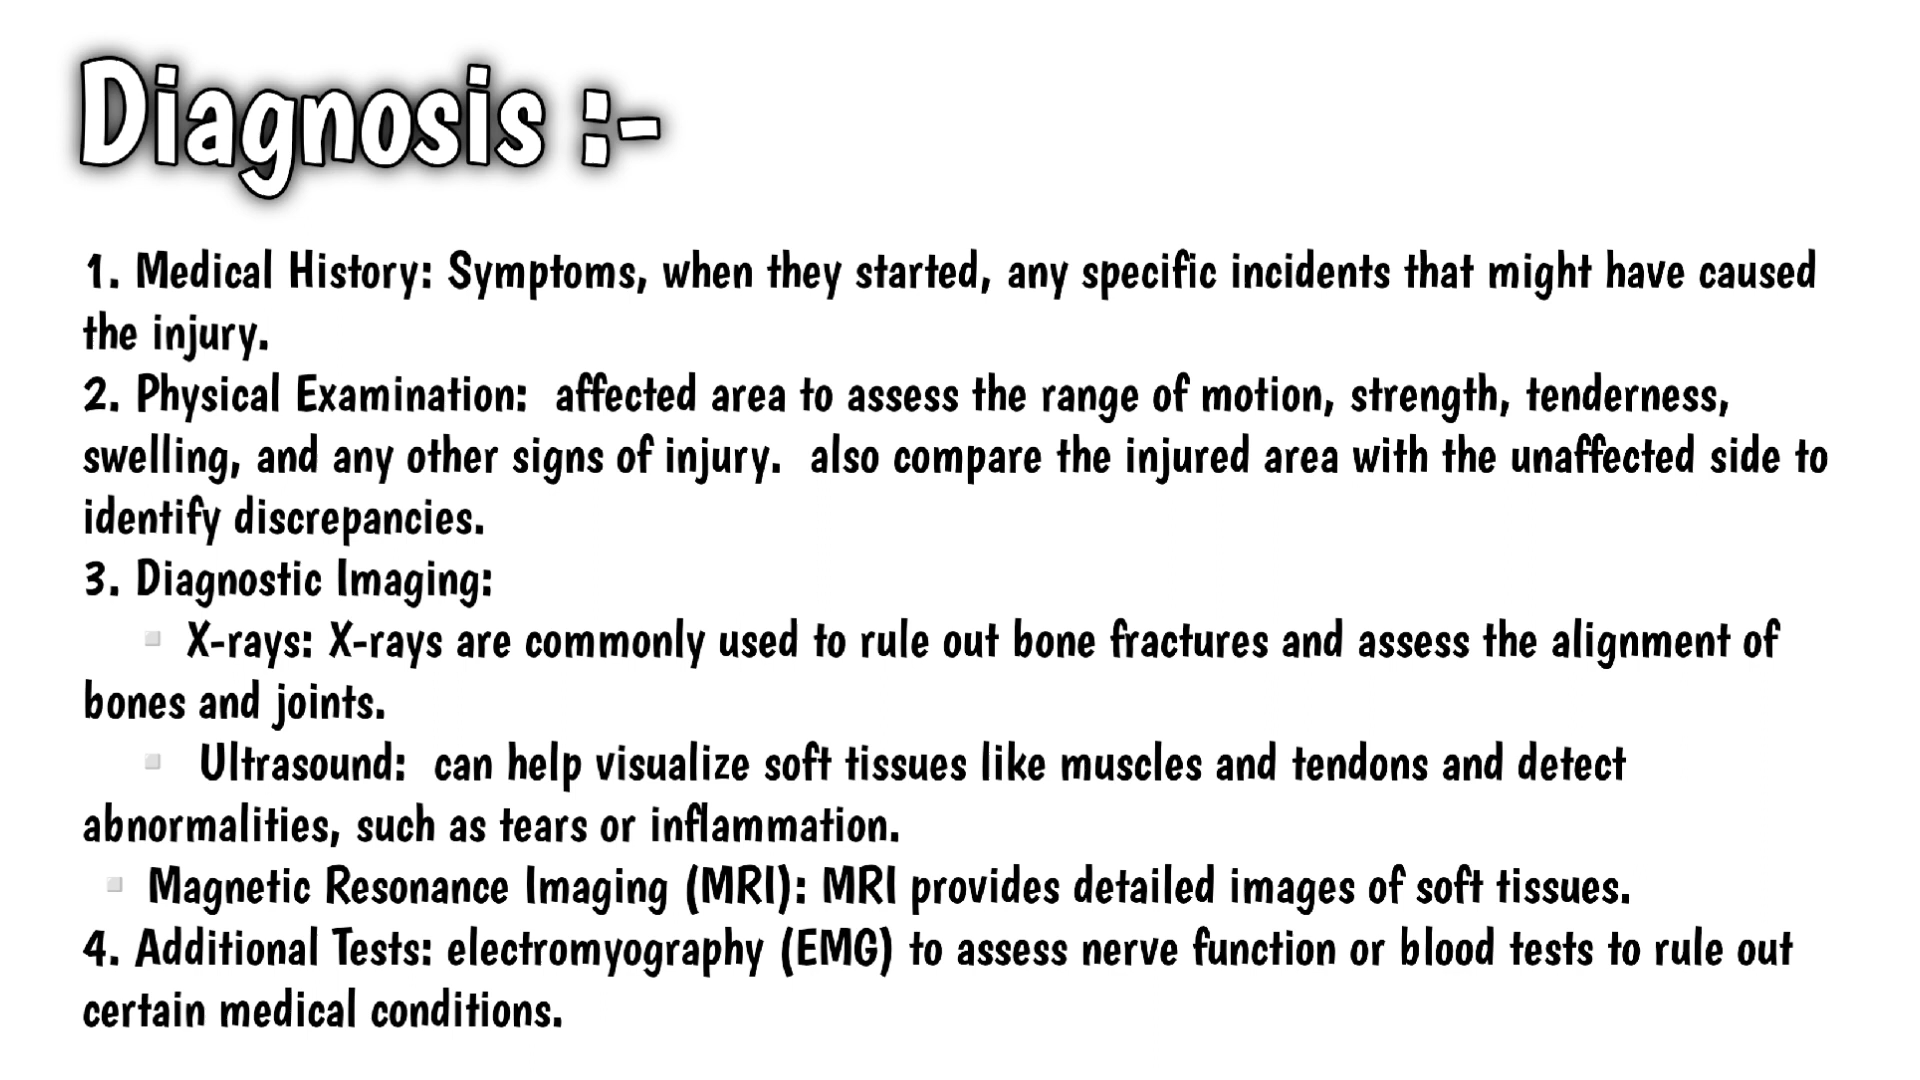 Diagnosis :-
1. Medical History: Symptoms, when they started, any specific incidents that might have caused
the injury.
2. Physical Examination:  affected area to assess the range of motion, strength, tenderness,
swelling, and any other signs of injury.  also compare the injured area with the unaffected side to
identify discrepancies.
3. Diagnostic Imaging:
▫ X-rays: X-rays are commonly used to rule out bone fractures and assess the alignment of
bones and joints.
▫  Ultrasound:  can help visualize soft tissues like muscles and tendons and detect
abnormalities, such as tears or inflammation.
▫ Magnetic Resonance Imaging (MRI): MRI provides detailed images of soft tissues.
4. Additional Tests: electromyography (EMG) to assess nerve function or blood tests to rule out
certain medical conditions.